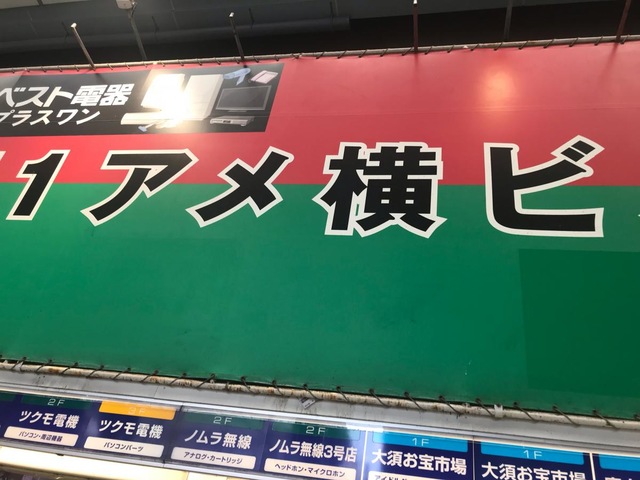 ベスト電器
プラスワン
1アメ横ビ
2F
ツクモ電機
パソコン・周辺機器
2F
ツクモ電機
パソコンパーツ
2F
ノムラ無線
アナログ・カートリッジ
2F
ノムラ無線3号店
ヘッドホン・マイクロホン
1F
大須お宝市場
1F
大須お宝市場
1F